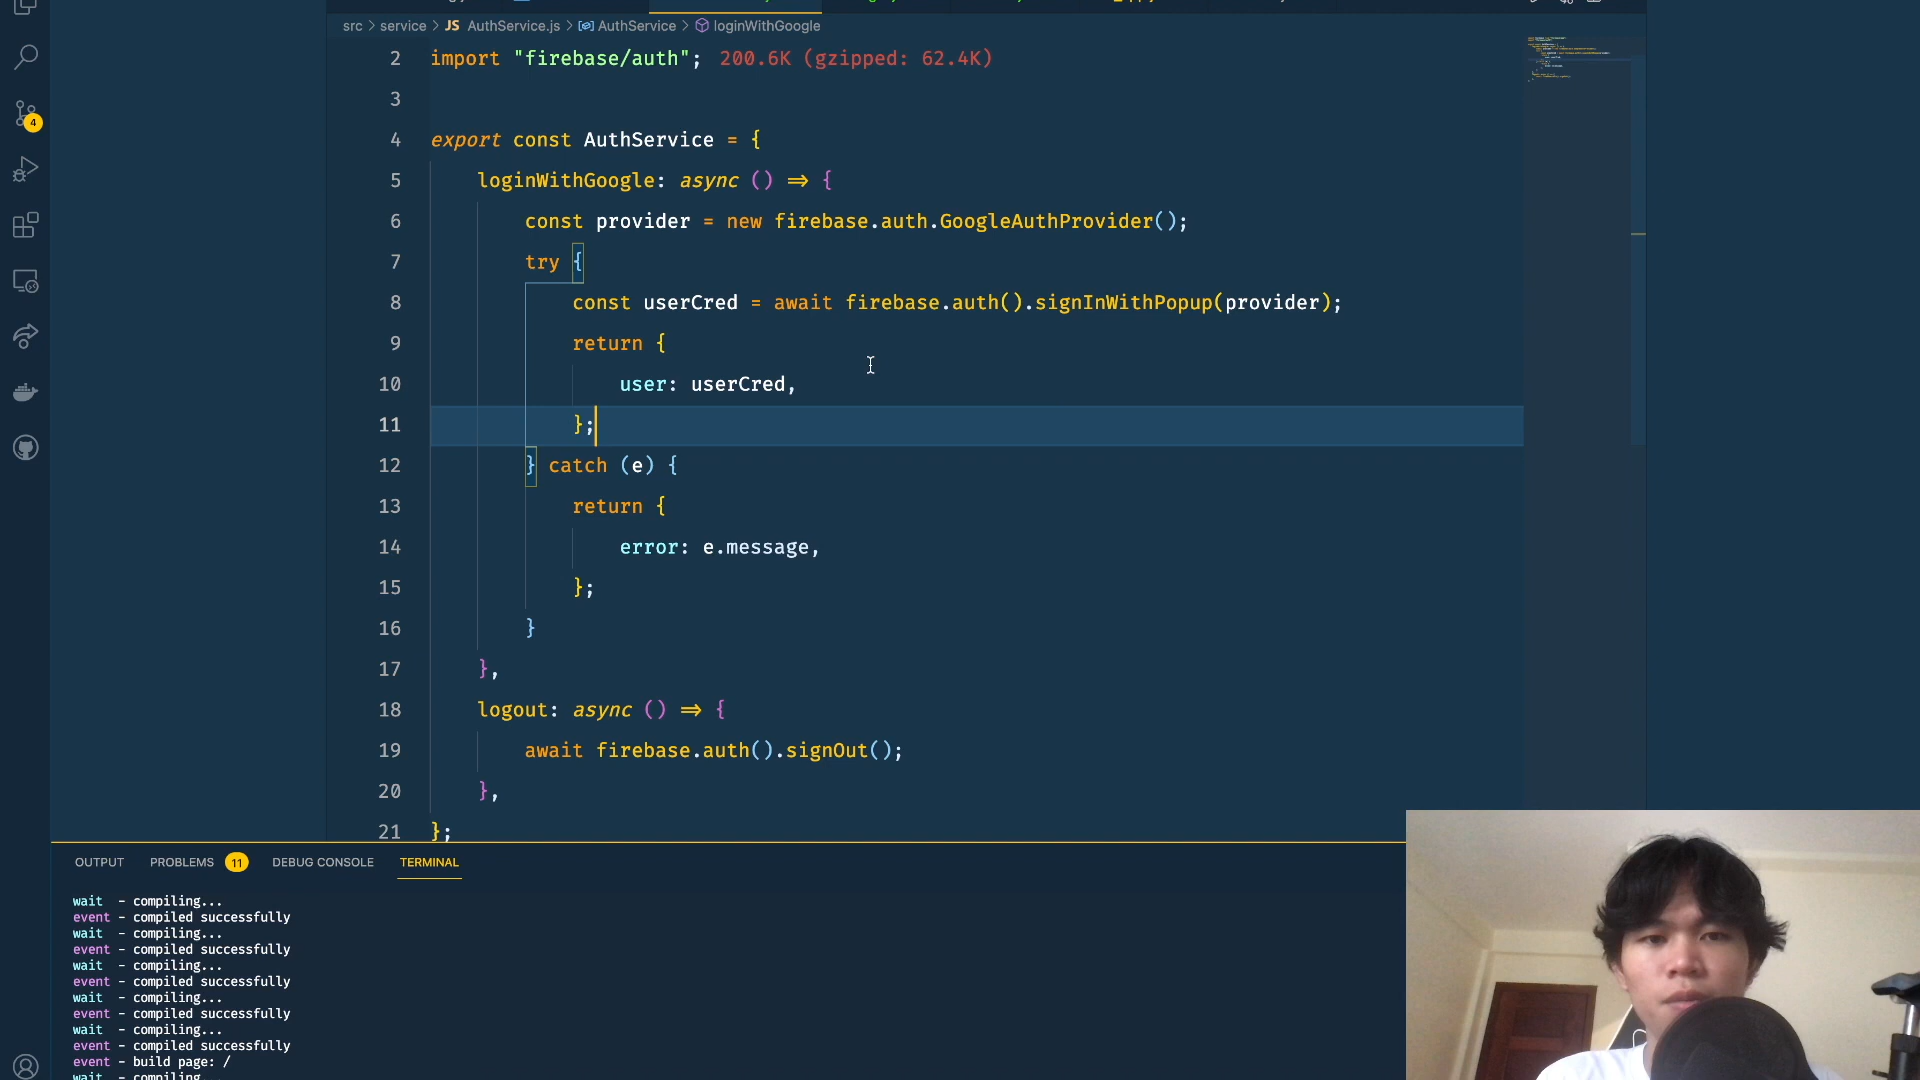 src > service > JS AuthService.js > AuthService > loginWithGoogle
2 import "firebase/auth"; 200.6K (gzipped: 62.4K)
3
4 export const AuthService = {
5 loginWithGoogle: async () => {
6 const provider = new firebase.auth.GoogleAuthProvider();
7 try {
8 const userCred = await firebase.auth().signInWithPopup(provider);
9 return {
10 user: userCred,
11 };
12 } catch (e) {
13 return {
14 error: e.message,
15 };
16 }
17 },
18 logout: async () => {
19 await firebase.auth().signOut();
20 },
21 };
4
OUTPUT PROBLEMS 11 DEBUG CONSOLE TERMINAL
wait - compiling...
event - compiled successfully
wait - compiling...
event - compiled successfully
wait - compiling...
event - compiled successfully
wait - compiling...
event - compiled successfully
wait - compiling...
event - compiled successfully
event - build page: /
wait - compiling...